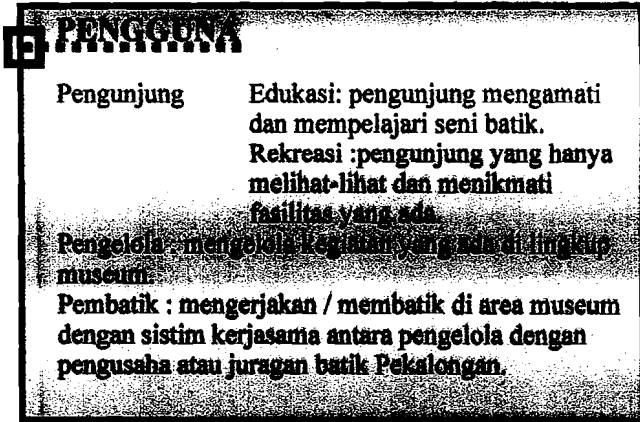 PENGGUNA
Pengunjung Edukasi: pengunjung mengamati
dan mempelajari seni batik.
Rekreasi :pengunjung yang hanya
melihat-lihat dan menikmati
fasilitas yang ada.
Pengelola : mengelola kegiatan yang ada di lingkup
museum.
Pembatik : mengerjakan / membatik di area museum
dengan sistim kerjasama antara pengelola dengan
pengusaha atau juragan batik Pekalongan.